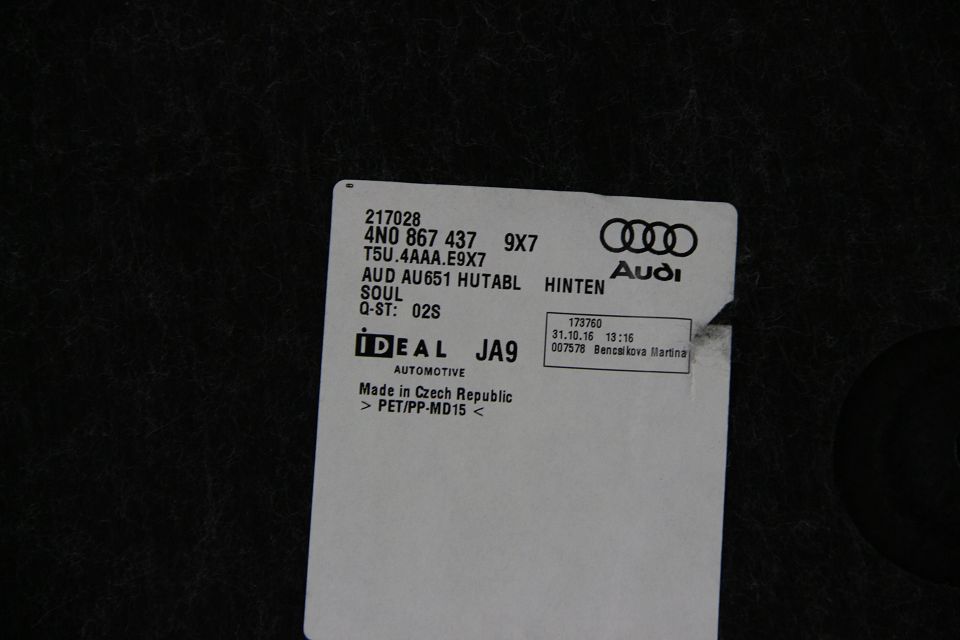 217028
4N0 867 437 9X7
T5U.4AAA.E9X7
AUD AU651 HUTABL HINTEN
SOUL
Q-ST: 02S
Audi
173760
31.10.16 13:16
007578 Bencsikova Martina
iDEAL JA9
AUTOMOTIVE
Made in Czech Republic
> PET/PP-MD15 <